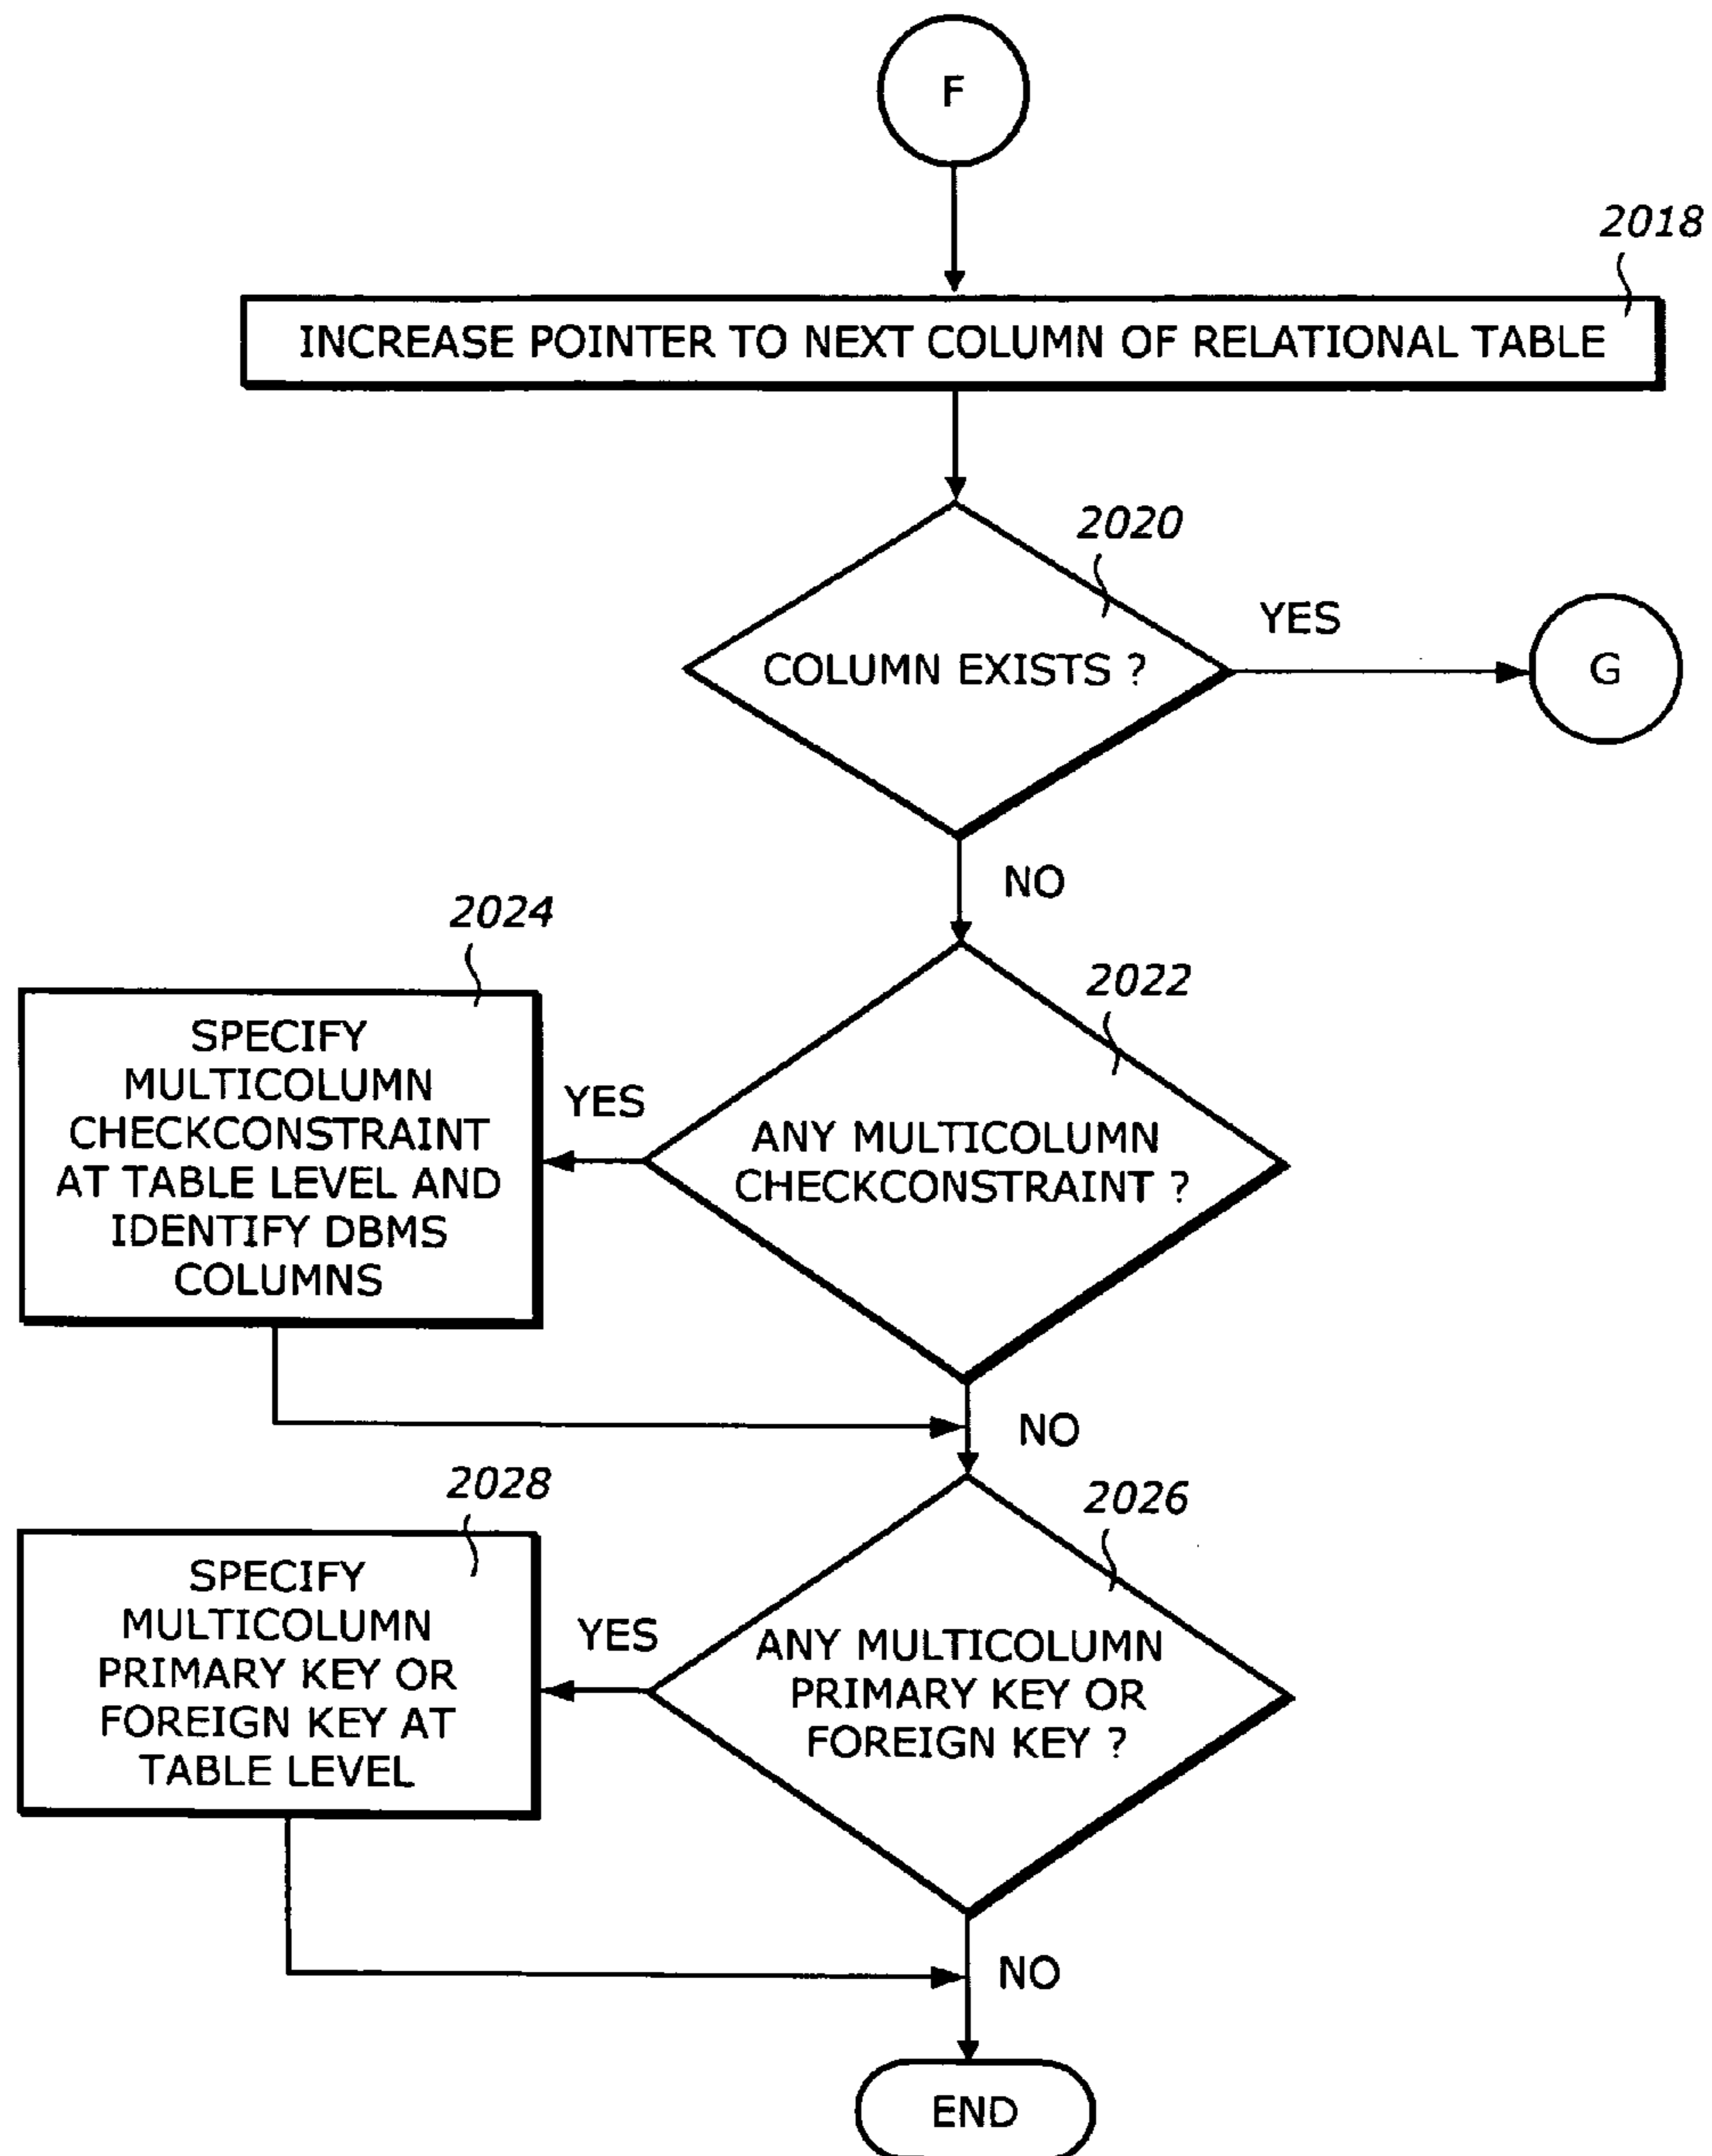 F
2018
INCREASE POINTER TO NEXT COLUMN OF RELATIONAL TABLE
2020
COLUMN EXISTS ?
YES
G
NO
2024
SPECIFY
MULTICOLUMN
CHECKCONSTRAINT
AT TABLE LEVEL AND
IDENTIFY DBMS
COLUMNS
YES
2022
ANY MULTICOLUMN
CHECKCONSTRAINT ?
NO
2028
SPECIFY
MULTICOLUMN
PRIMARY KEY OR
FOREIGN KEY AT
TABLE LEVEL
YES
2026
ANY MULTICOLUMN
PRIMARY KEY OR
FOREIGN KEY ?
NO
END